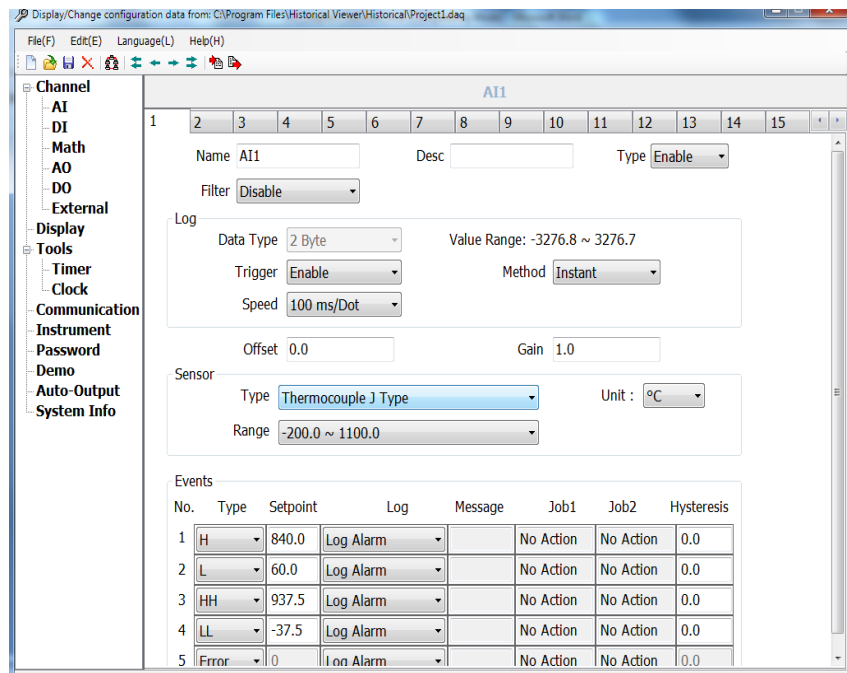 Display/Change configuration data from: C:\Program Files\Historical Viewer\Historical\Project1.daq
File(F) Edit(E) Language(L) Help(H)
Channel
AI
DI
Math
AO
DO
External
Display
Tools
Timer
Clock
Communication
Instrument
Password
Demo
Auto-Output
System Info
AI1
1 2 3 4 5 6 7 8 9 10 11 12 13 14 15
Name AI1 Desc Type Enable
Filter Disable
Log
Data Type 2 Byte Value Range: -3276.8 ~ 3276.7
Trigger Enable Method Instant
Speed 100 ms/Dot
Offset 0.0 Gain 1.0
Sensor
Type Thermocouple J Type Unit : °C
Range -200.0 ~ 1100.0
Events
No. Type Setpoint Log Message Job1 Job2 Hysteresis
1 H 840.0 Log Alarm No Action No Action 0.0
2 L 60.0 Log Alarm No Action No Action 0.0
3 HH 937.5 Log Alarm No Action No Action 0.0
4 LL -37.5 Log Alarm No Action No Action 0.0
5 Error 0 Log Alarm No Action No Action 0.0